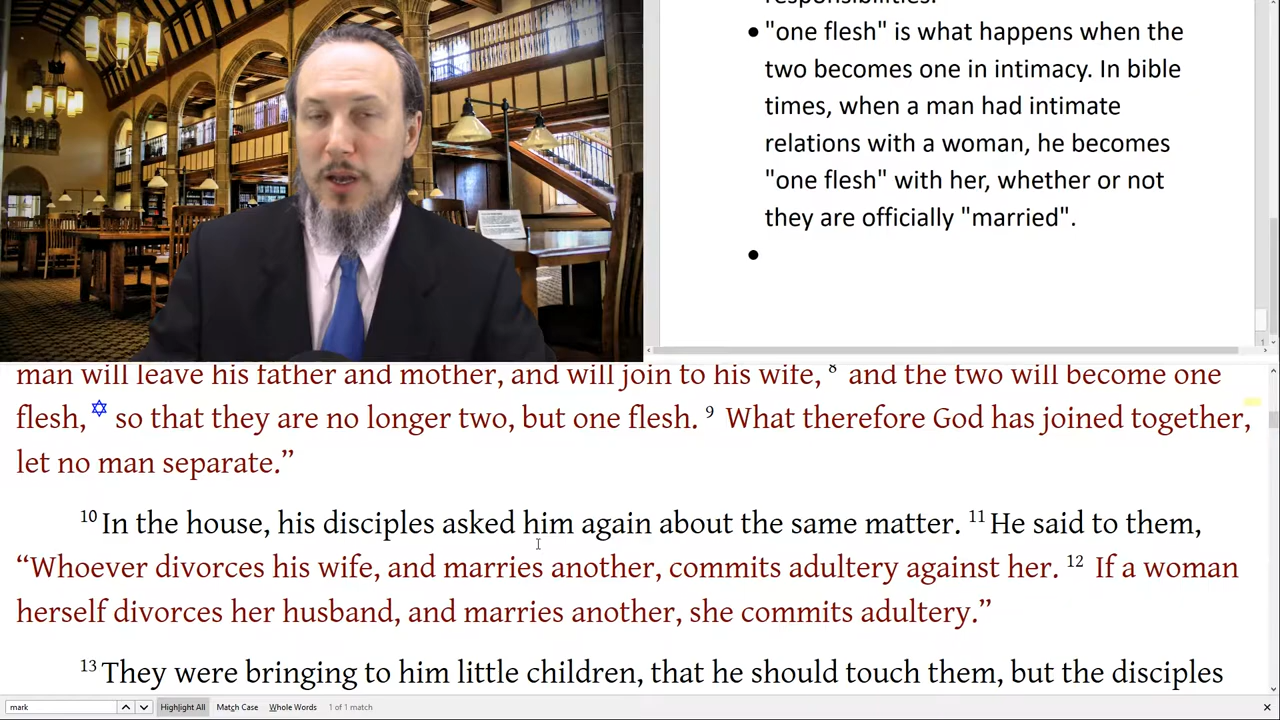 responsibilities.
• "one flesh" is what happens when the
two becomes one in intimacy. In bible
times, when a man had intimate
relations with a woman, he becomes
"one flesh" with her, whether or not
they are officially "married".
•
man will leave his father and mother, and will join to his wife, 8 and the two will become one
flesh, ✡ so that they are no longer two, but one flesh. 9 What therefore God has joined together,
let no man separate.”
10 In the house, his disciples asked him again about the same matter. 11 He said to them,
“Whoever divorces his wife, and marries another, commits adultery against her. 12 If a woman
herself divorces her husband, and marries another, she commits adultery.”
13 They were bringing to him little children, that he should touch them, but the disciples
mark Highlight All Match Case Whole Words 1 of 1 match